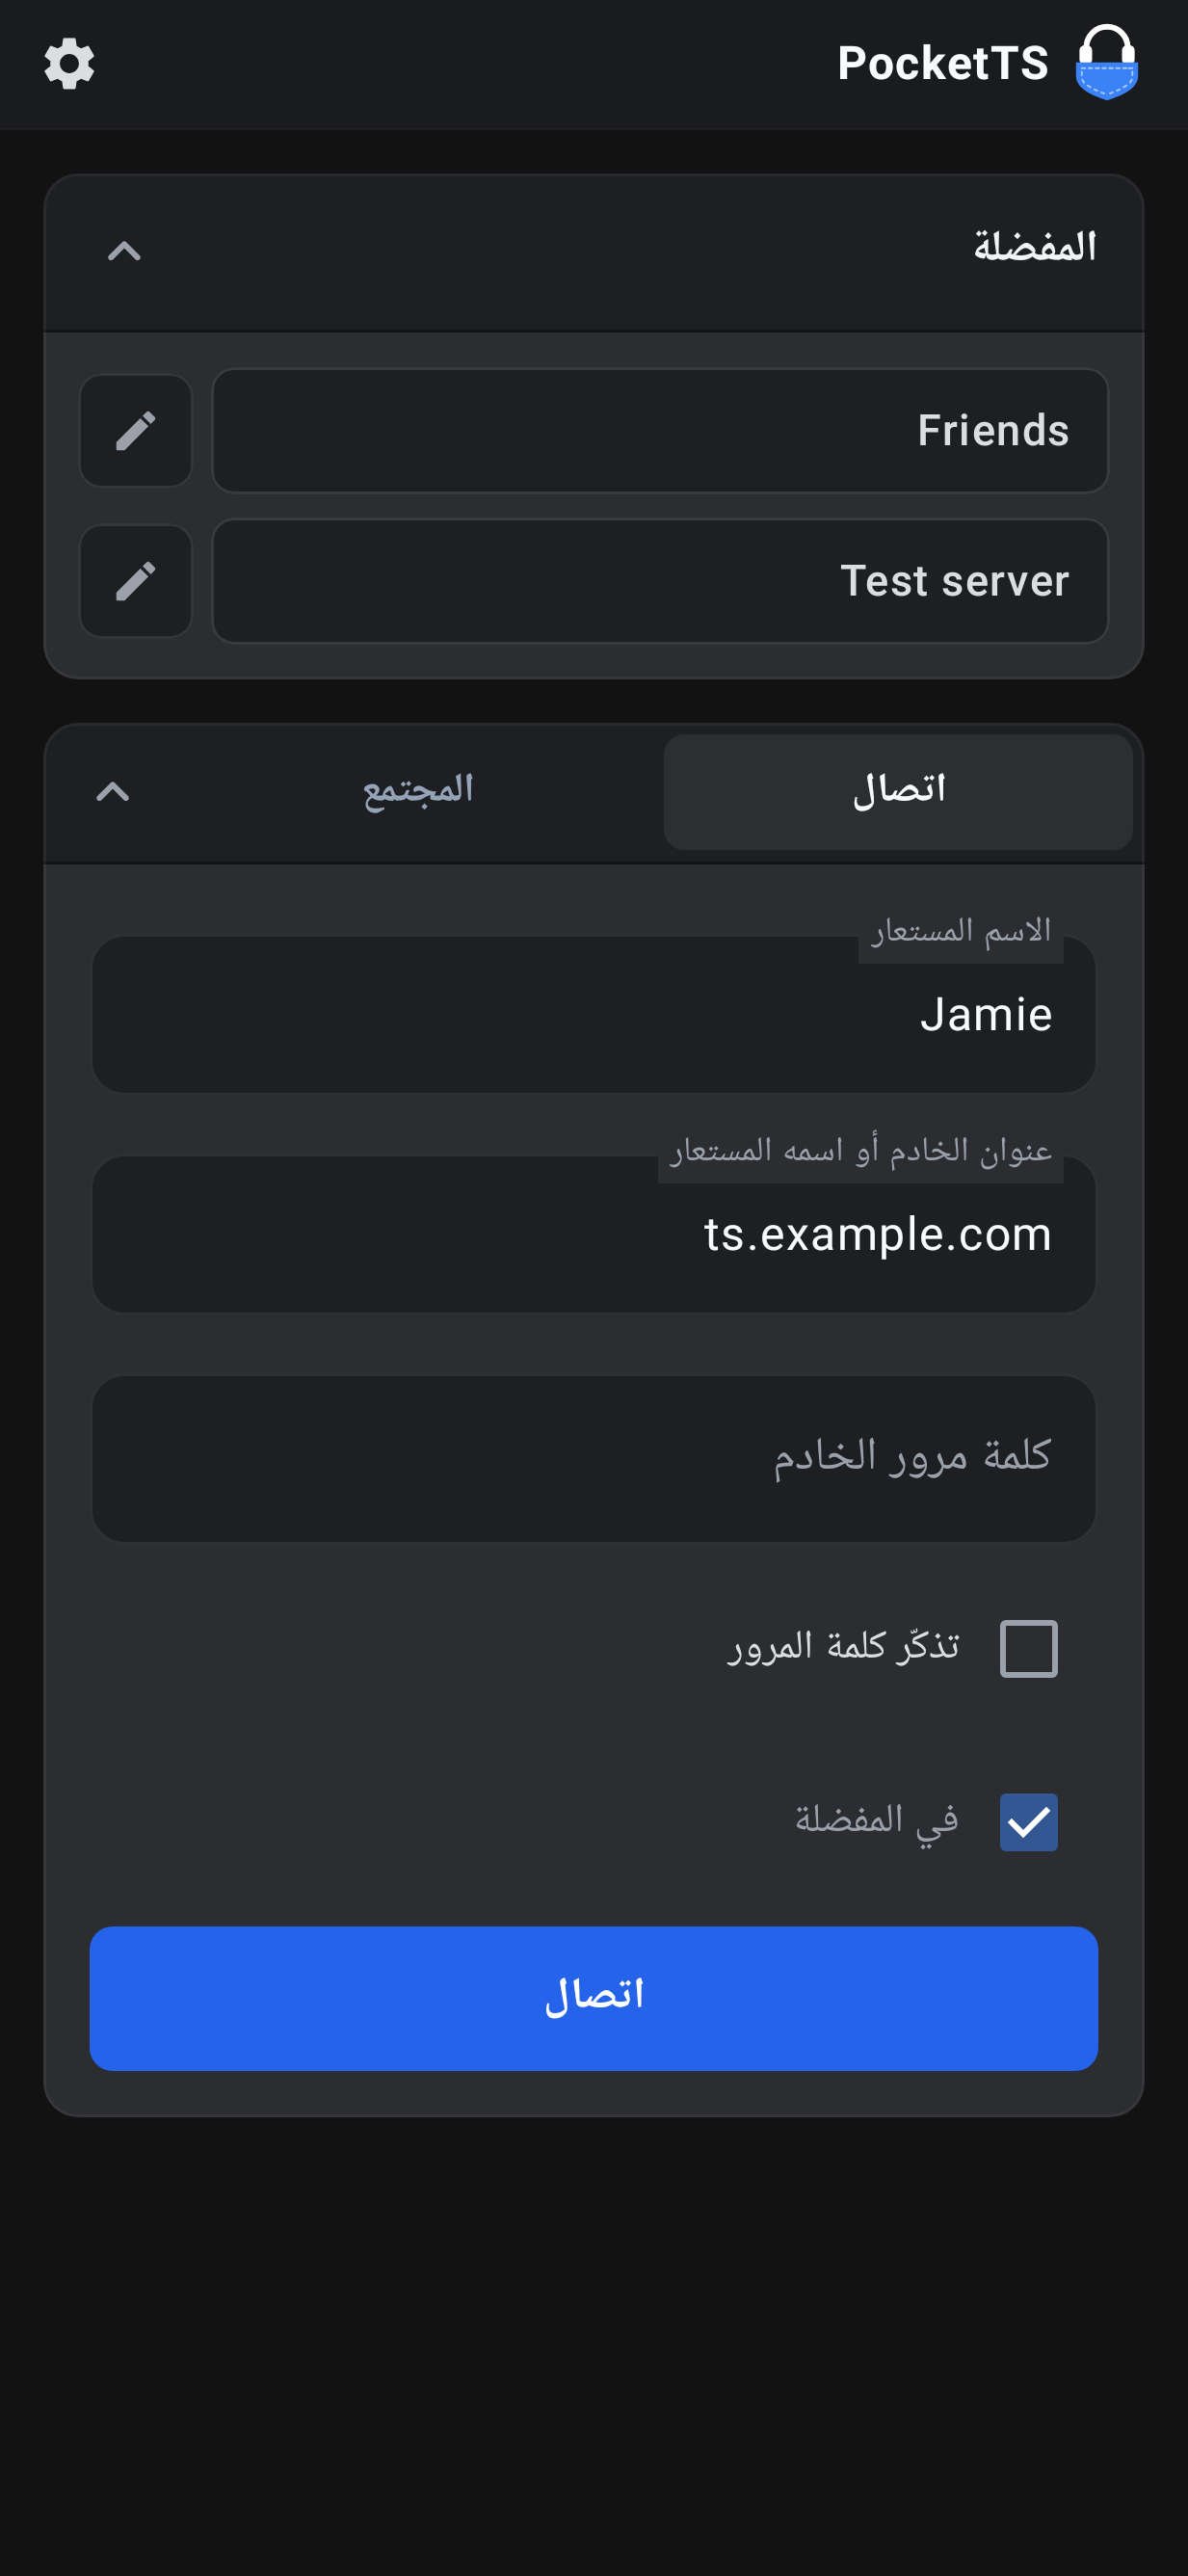 PocketTS
المفضلة
Friends
Test server
اتصال
المجتمع
الاسم المستعار
Jamie
عنوان الخادم أو اسمه المستعار
ts.example.com
كلمة مرور الخادم
تذكّر كلمة المرور
في المفضلة
اتصال